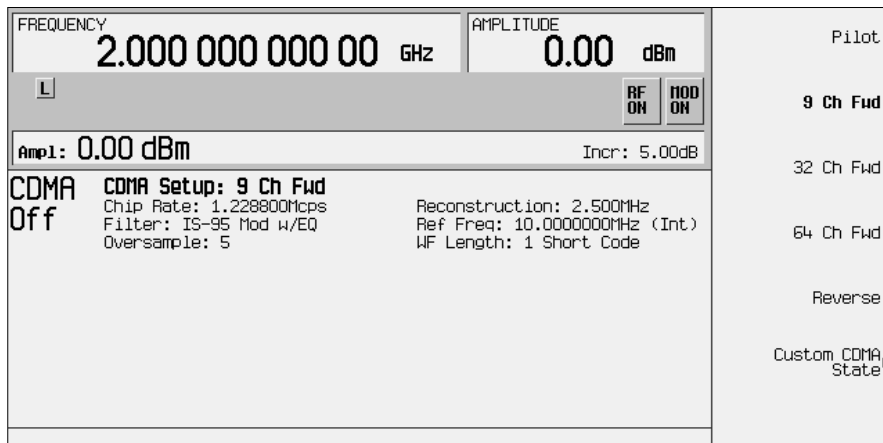 FREQUENCY
2.000 000 000 00 GHz
AMPLITUDE
0.00 dBm
L
RF ON
MOD ON
Ampl: 0.00 dBm
Incr: 5.00dB
CDMA Off
CDMA Setup: 9 Ch Fwd
Chip Rate: 1.228800Mcps
Reconstruction: 2.500MHz
Filter: IS-95 Mod w/EQ
Ref Freq: 10.0000000MHz (Int)
Oversample: 5
WF Length: 1 Short Code
Pilot
9 Ch Fwd
32 Ch Fwd
64 Ch Fwd
Reverse
Custom CDMA
State